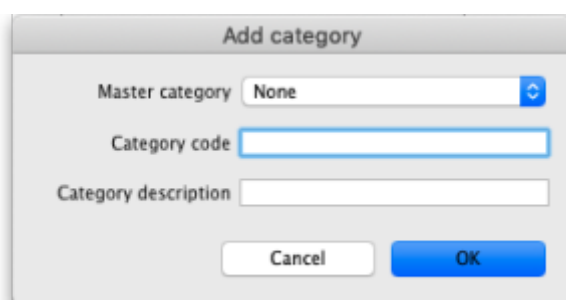 Add category
Master category None
Category code
Category description
Cancel OK